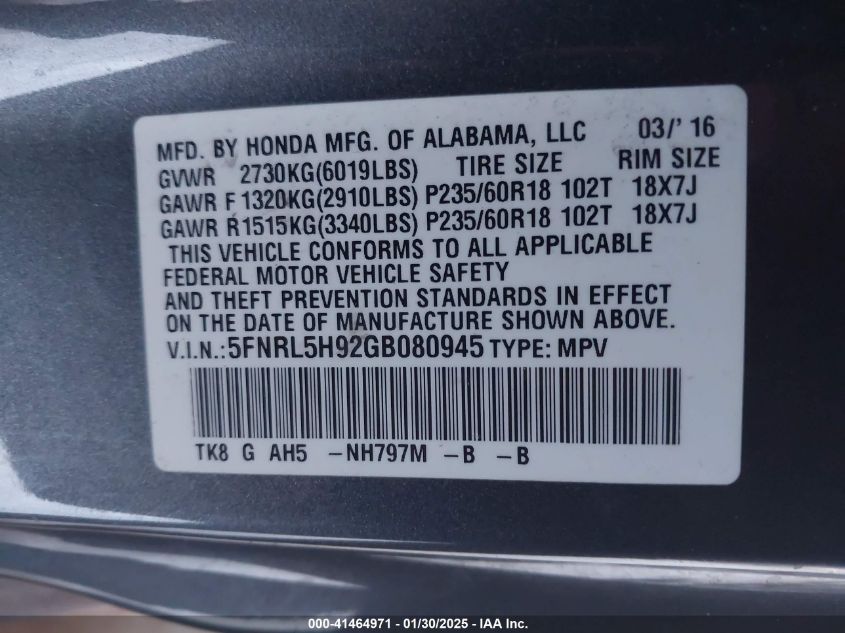 MFD. BY HONDA MFG. OF ALABAMA, LLC 03/' 16
GVWR 2730KG(6019LBS) TIRE SIZE RIM SIZE
GAWR F 1320KG(2910LBS) P235/60R18 102T 18X7J
GAWR R1515KG(3340LBS) P235/60R18 102T 18X7J
THIS VEHICLE CONFORMS TO ALL APPLICABLE
FEDERAL MOTOR VEHICLE SAFETY
AND THEFT PREVENTION STANDARDS IN EFFECT
ON THE DATE OF MANUFACTURE SHOWN ABOVE.
V.I.N.:5FNRL5H92GB080945 TYPE: MPV
TK8 G AH5 -NH797M -B -B
000-41464971 - 01/30/2025 - IAA Inc.